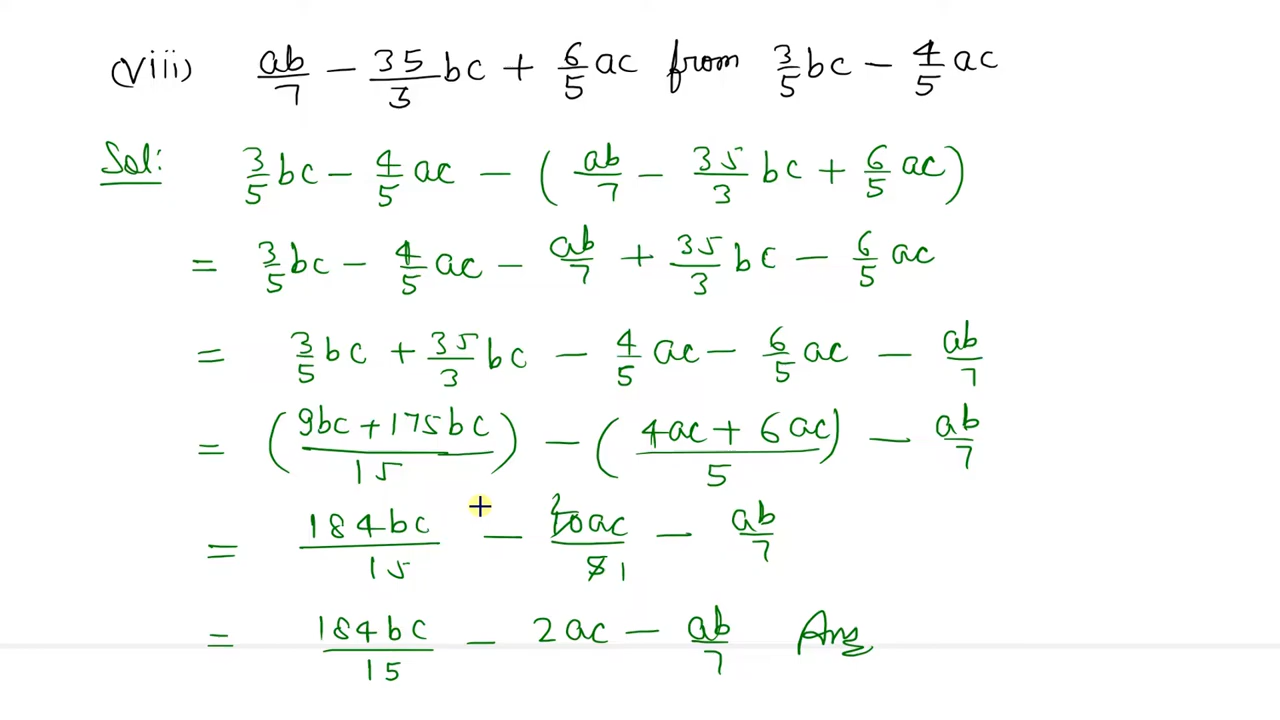 (viii) ab/7 - 35/3 bc + 6/5 ac from 3/5 bc - 4/5 ac
Sol: 3/5 bc - 4/5 ac - (ab/7 - 35/3 bc + 6/5 ac)
= 3/5 bc - 4/5 ac - ab/7 + 35/3 bc - 6/5 ac
= 3/5 bc + 35/3 bc - 4/5 ac - 6/5 ac - ab/7
= (9bc + 175bc / 15) - (4ac + 6ac / 5) - ab/7
= 184bc/15 - 2 10ac/5 1 - ab/7
= 184bc/15 - 2ac - ab/7 Ans